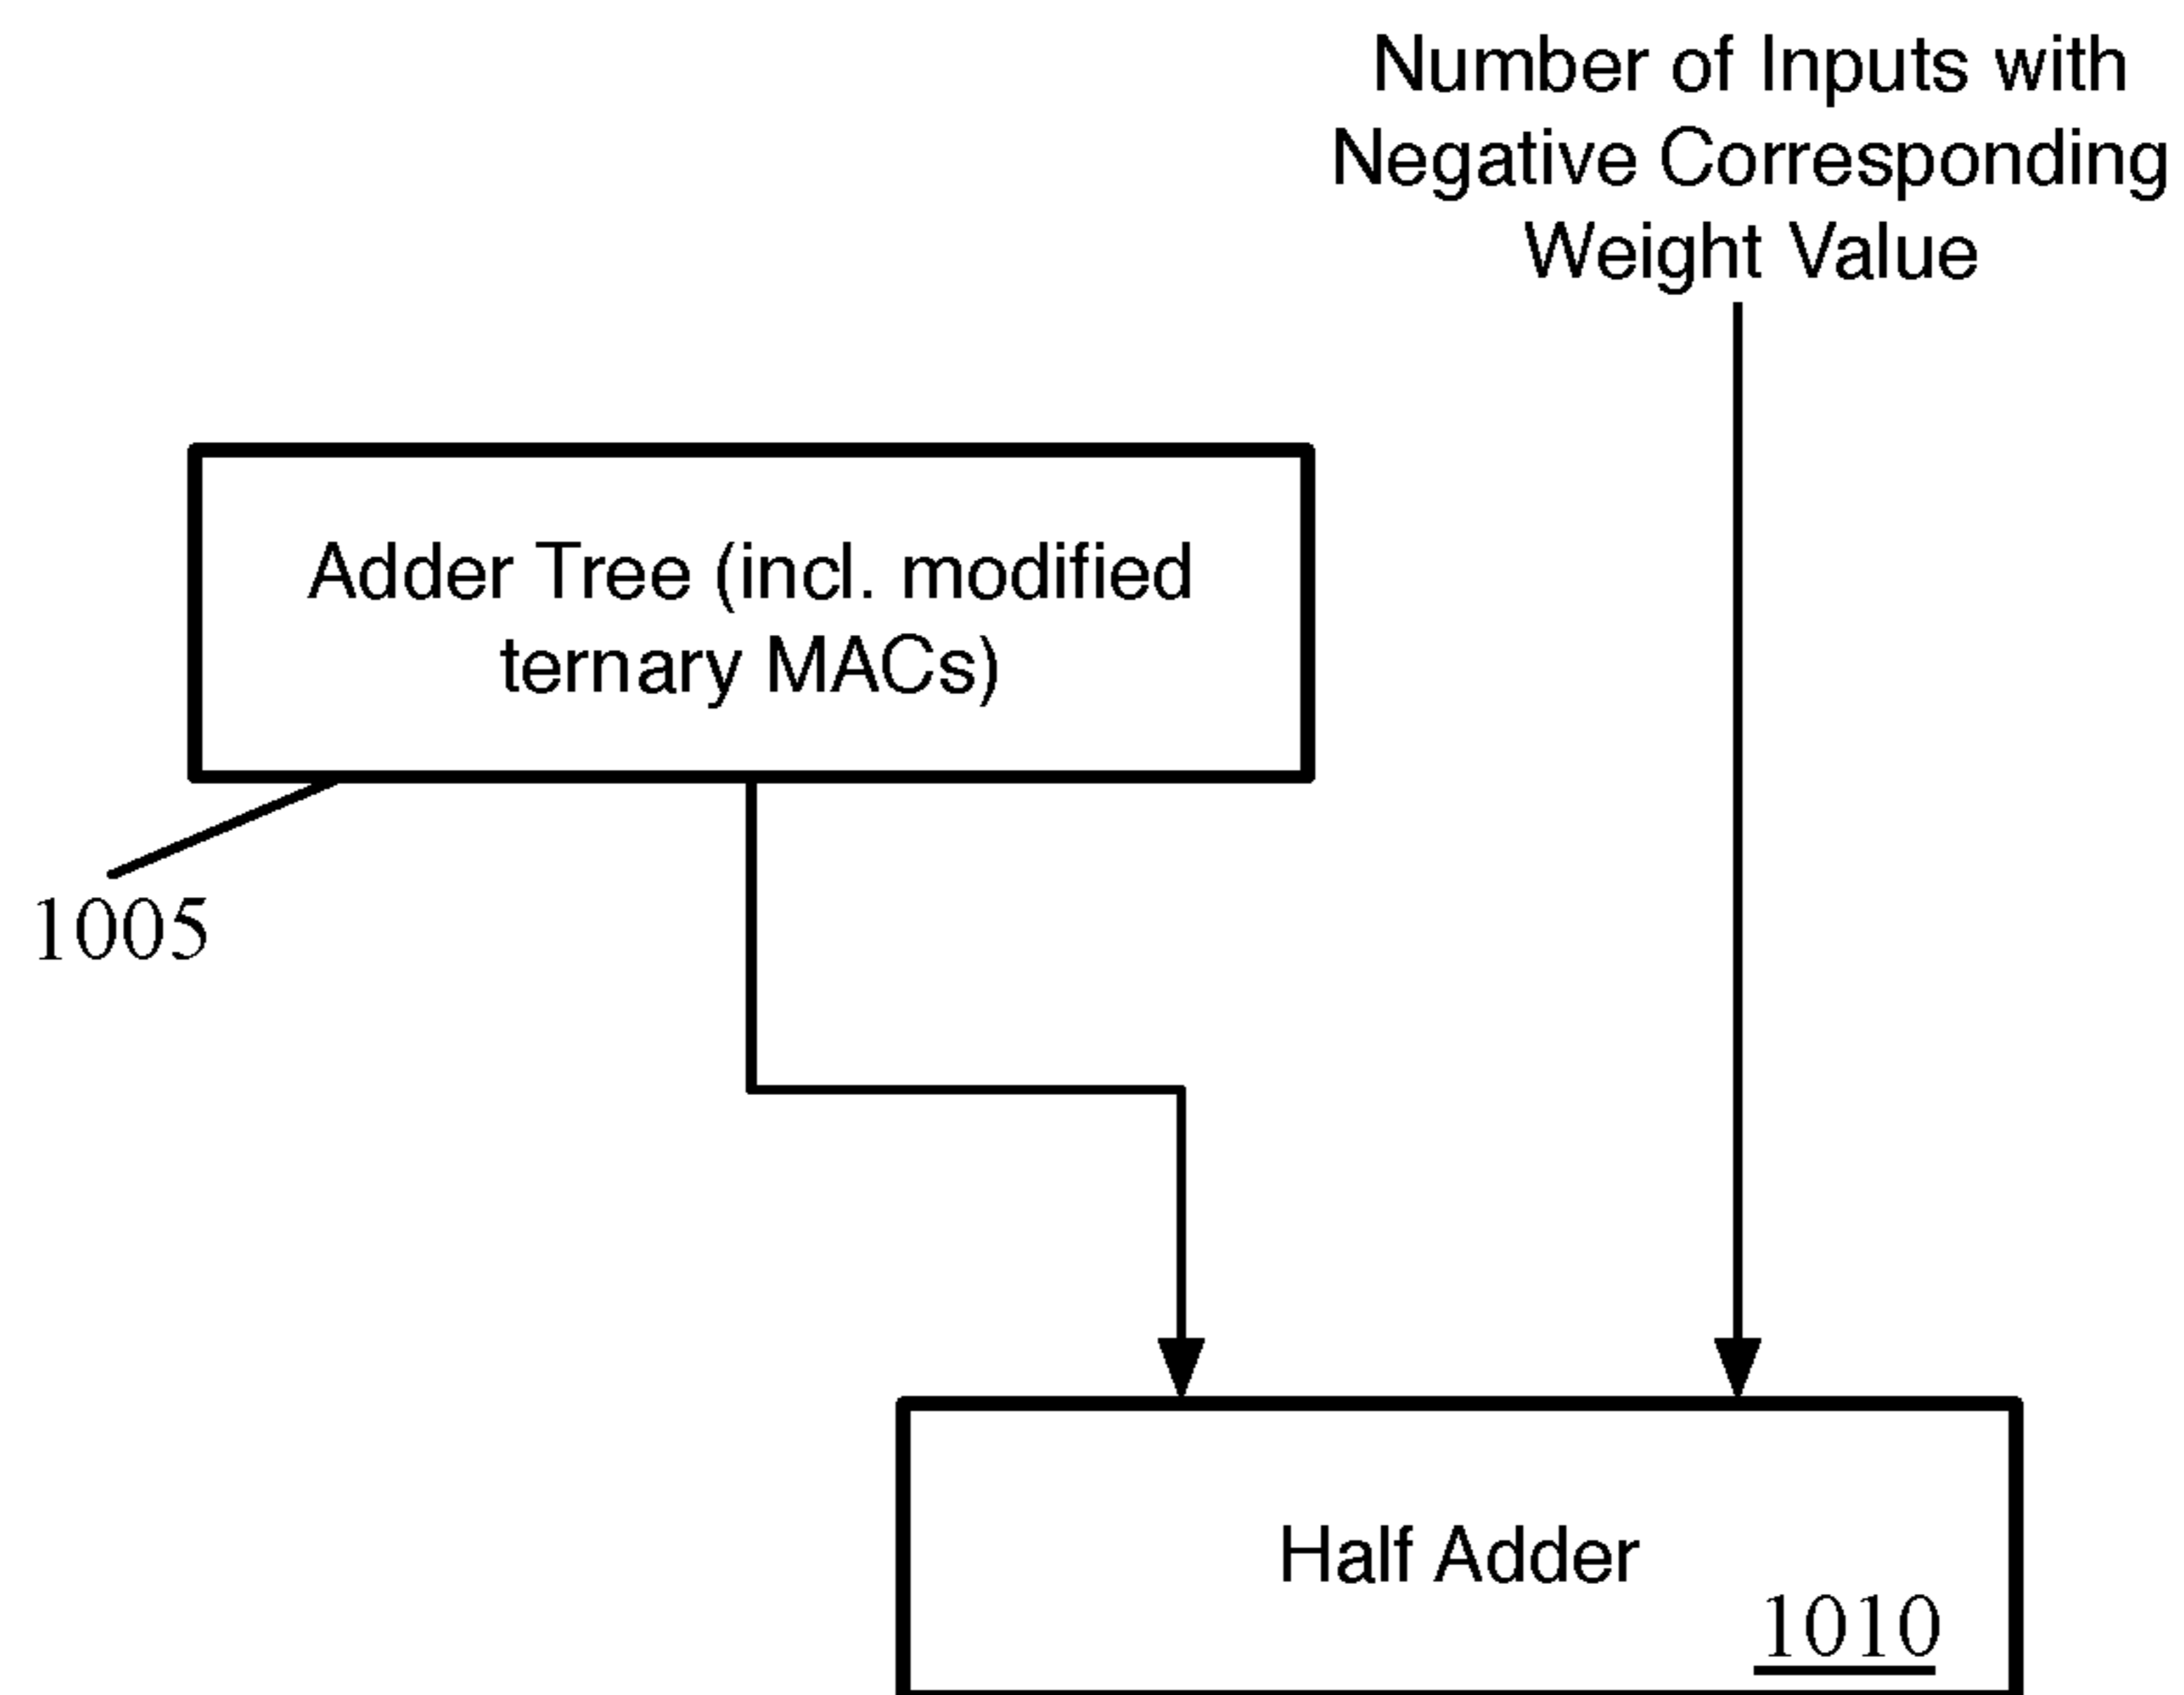 Number of Inputs with
Negative Corresponding
Weight Value
Adder Tree (incl. modified
ternary MACs)
1005
Half Adder
1010